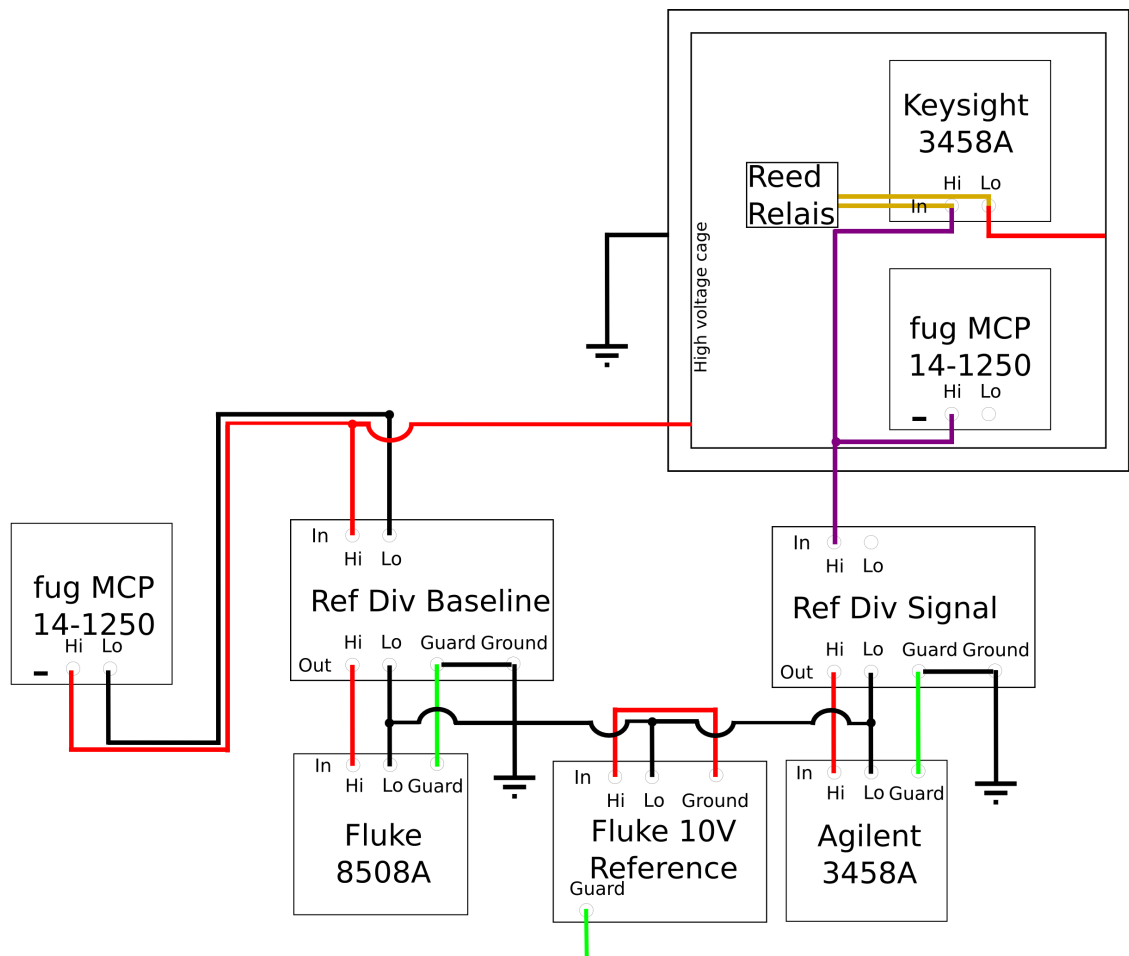 Keysight
3458A
Hi Lo
In
Reed
Relais
High voltage cage
fug MCP
14-1250
Hi Lo
-
In
Hi Lo
Ref Div Baseline
Hi Lo Guard Ground
Out
In
Hi Lo
Ref Div Signal
Hi Lo Guard Ground
Out
fug MCP
14-1250
Hi Lo
-
In
Hi Lo Guard
Fluke
8508A
In
Hi Lo Ground
Fluke 10V
Reference
Guard
In
Hi Lo Guard
Agilent
3458A